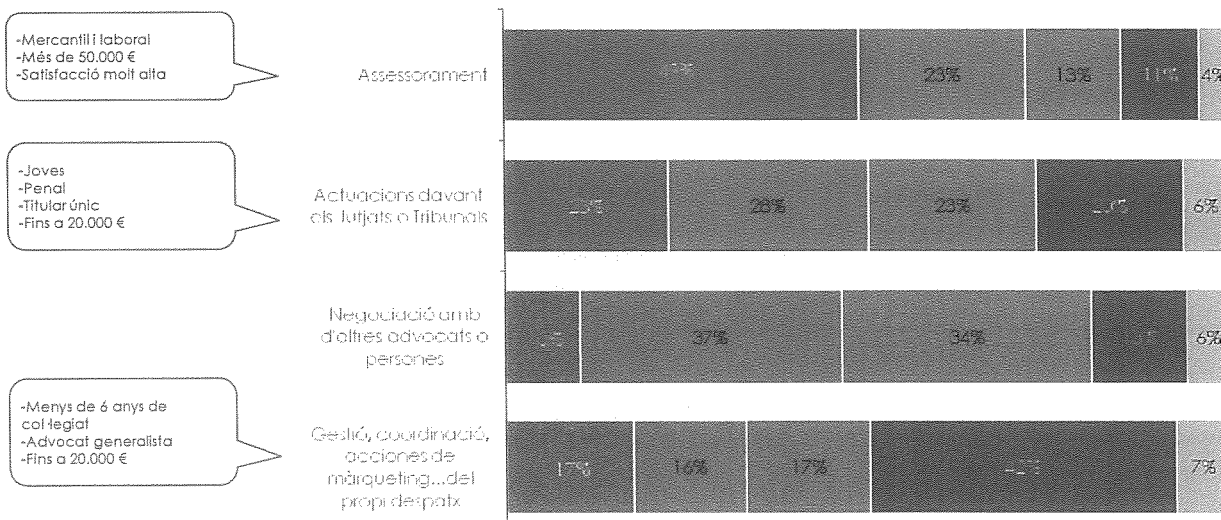 -Mercantil i laboral
-Més de 50.000 €
-Satisfacció molt alta
Assessorament
23%
13%
11%
4%
-Joves
-Penal
-Titular únic
-Fins a 20.000 €
Actuacions davant
els Jutjats o Tribunals
28%
23%
6%
Negociació amb
d'altres advocats o
persones
37%
34%
6%
-Menys de 6 anys de
col·legiat
-Advocat generalista
-Fins a 20.000 €
Gestió, coordinació,
acciones de
màrqueting...del
propi despatx
17%
16%
17%
7%